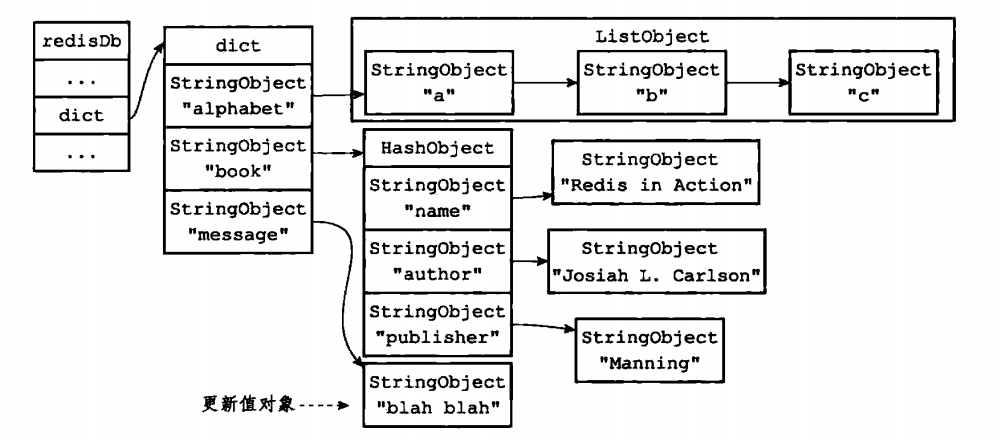 redisDb
...
dict
...
dict
StringObject
"alphabet"
StringObject
"book"
StringObject
"message"
ListObject
StringObject
"a"
StringObject
"b"
StringObject
"c"
HashObject
StringObject
"name"
StringObject
"author"
StringObject
"publisher"
StringObject
"Redis in Action"
StringObject
"Josiah L. Carlson"
StringObject
"Manning"
StringObject
"blah blah"
更新值对象